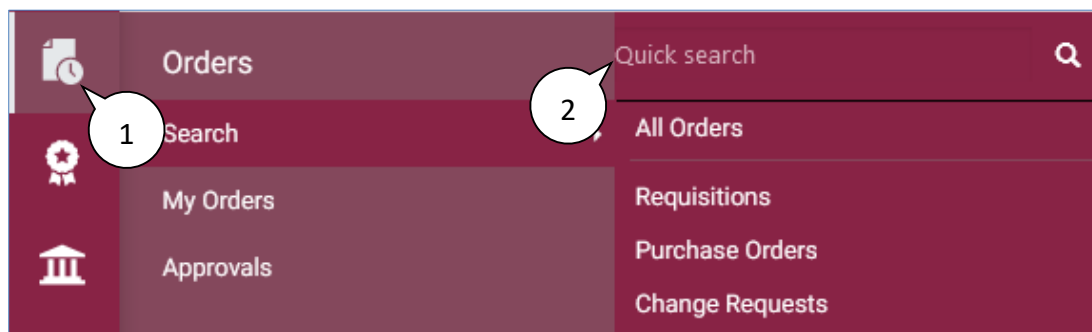 Orders
Quick search
1
2
Search
All Orders
My Orders
Requisitions
Approvals
Purchase Orders
Change Requests